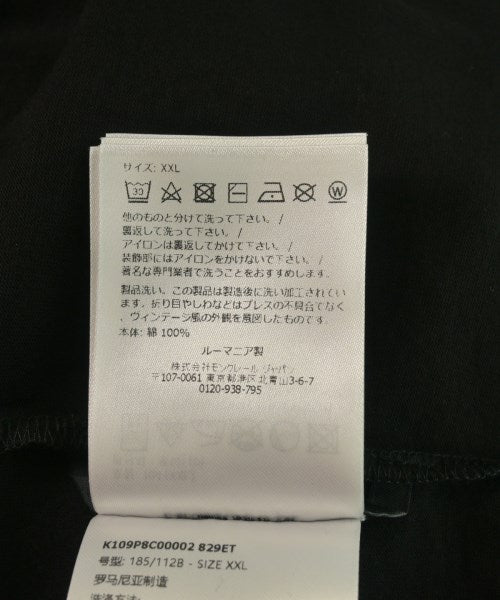 サイズ: XXL
30
W
他のものと分けて洗って下さい。/
裏返して洗って下さい。/
アイロンは裏返してかけて下さい。/
装飾部にはアイロンをかけないで下さい。/
著名な専門業者で洗うことをおすすめします。
製品洗い。この製品は製造後に洗い加工されてい
ます。折り目やしわなどはプレスの不具合でなく
、ヴィンテージ風の外観を意図したものです。
本体: 綿 100%
ルーマニア製
株式会社モンクレール ジャパン
〒107-0061 東京都港区北青山3-6-7
0120-938-795
K109P8C00002 829ET
号型: 185/112B - SIZE XXL
罗马尼亚制造
洗涤方法: